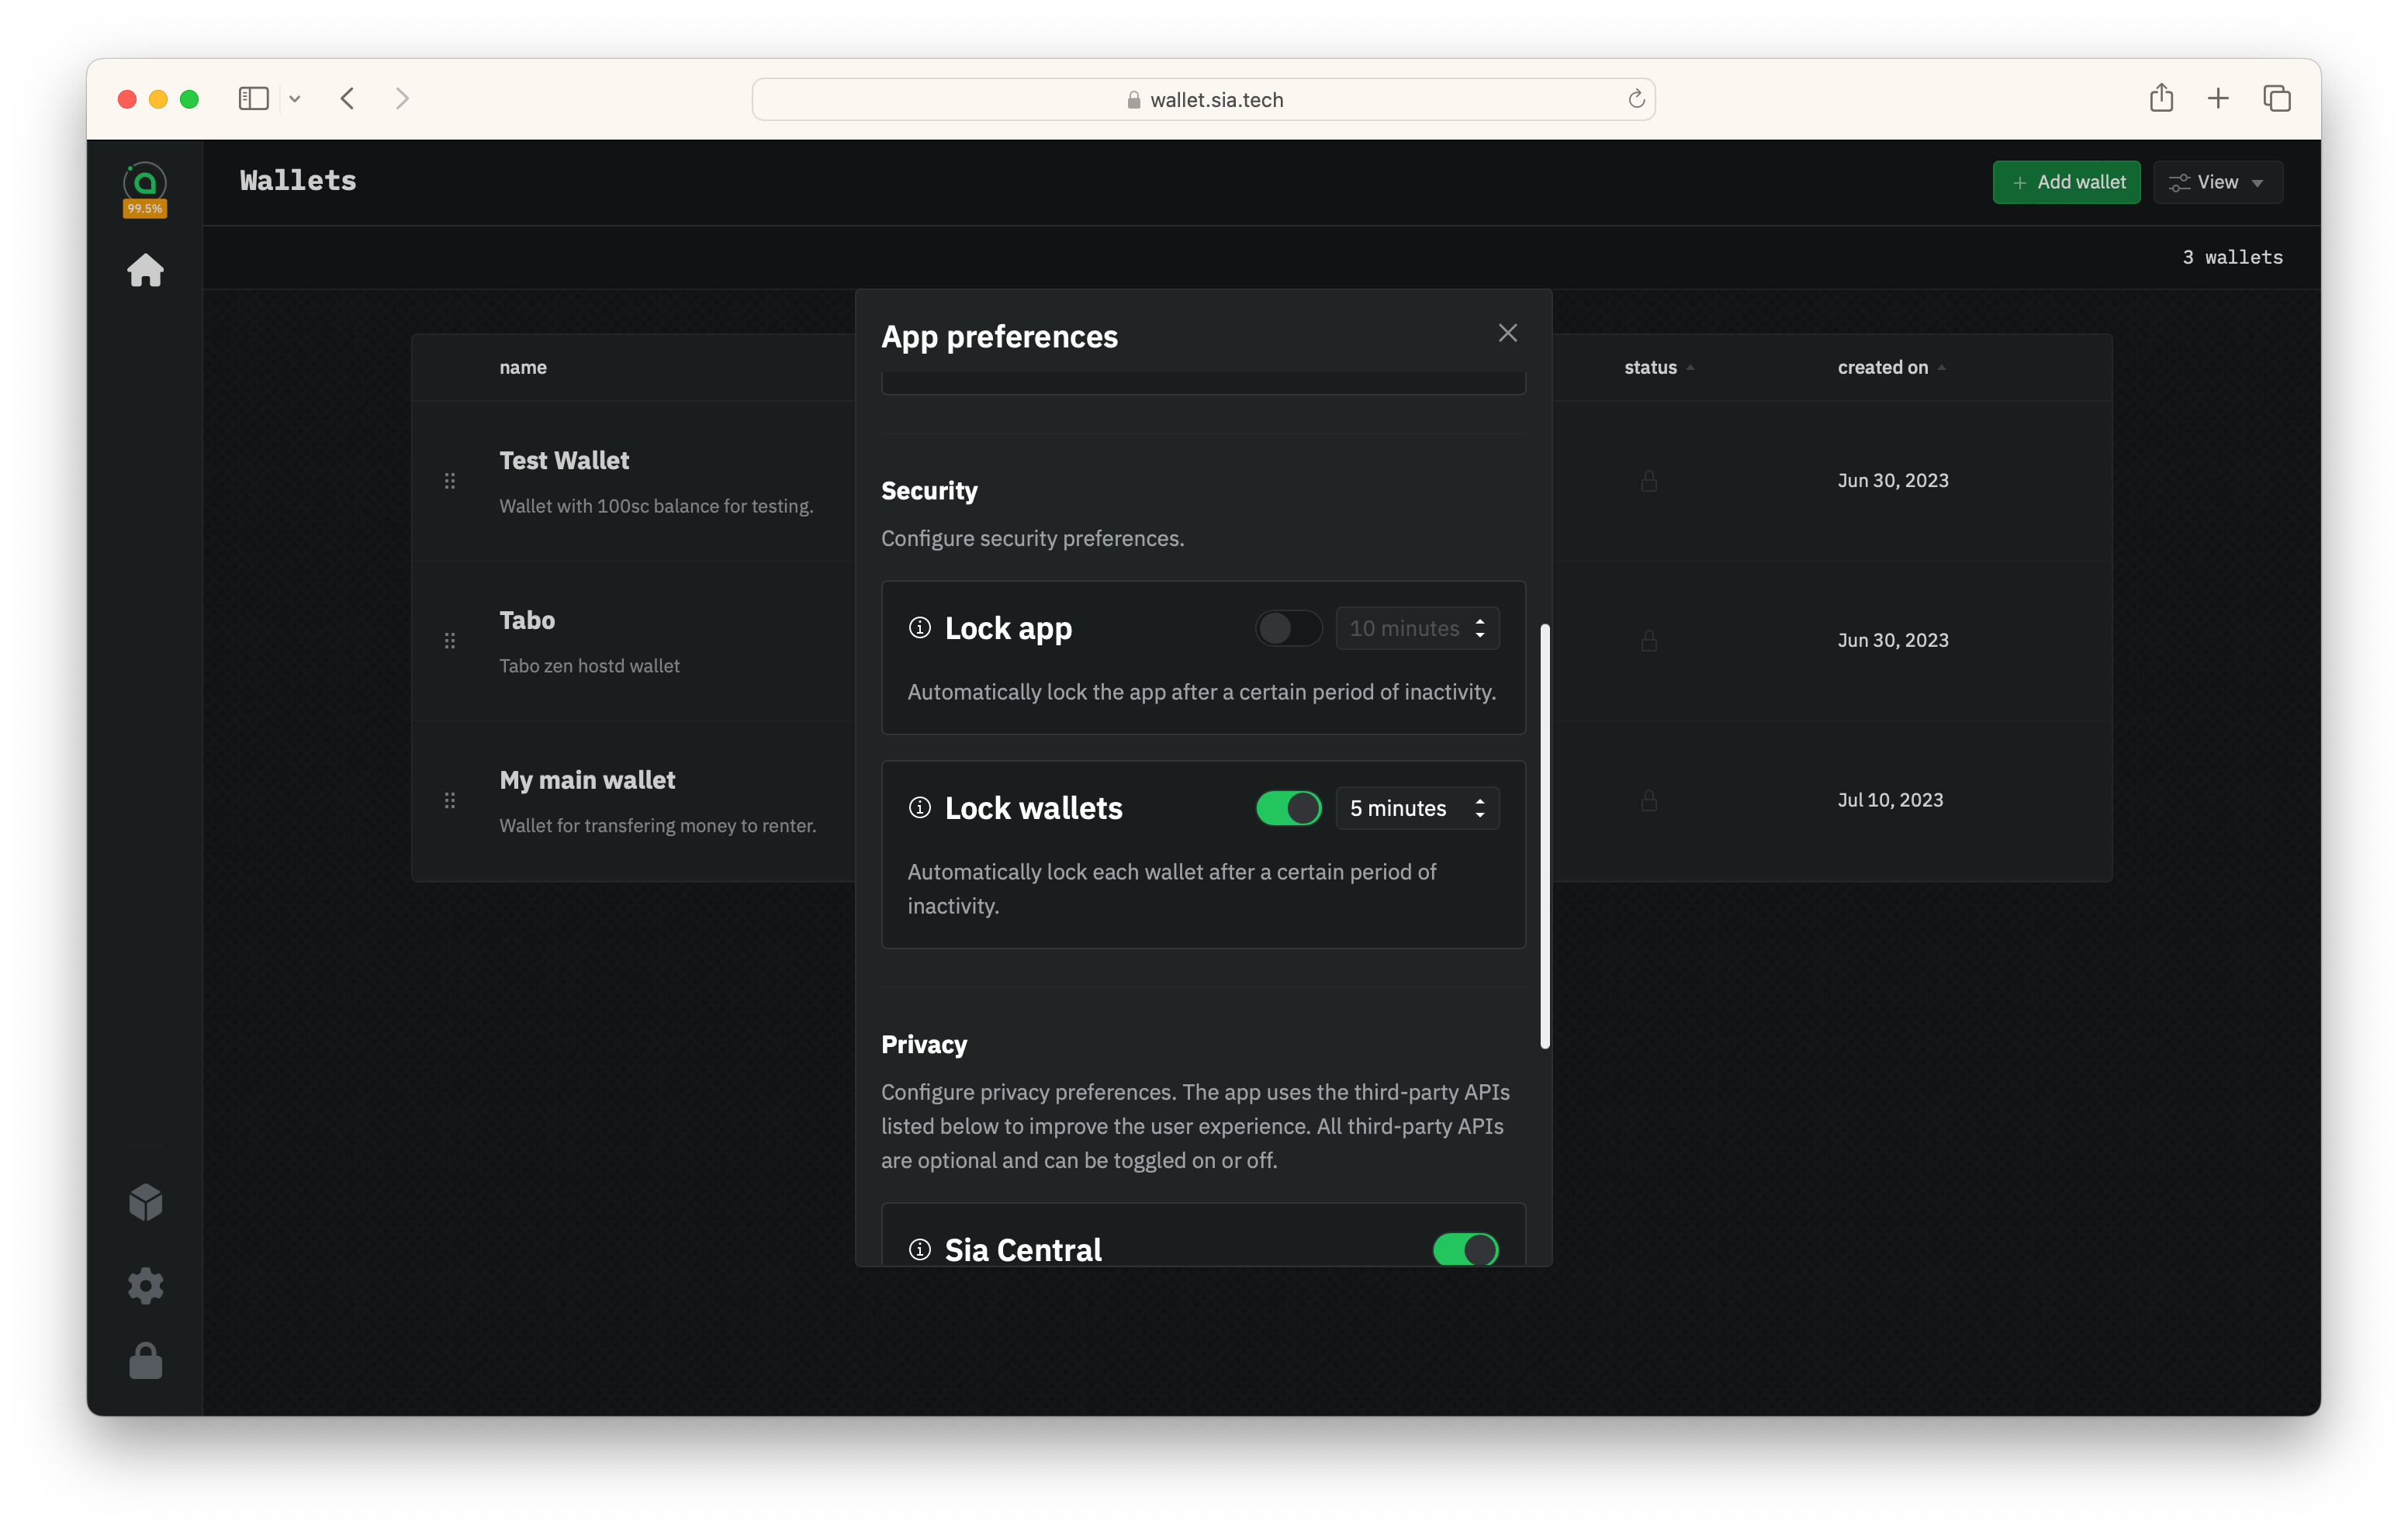 wallet.sia.tech
99.5%
Wallets
Add wallet
View
3 wallets
name
status
created on
Test Wallet
Wallet with 100sc balance for testing.
Jun 30, 2023
Tabo
Tabo zen hostd wallet
Jun 30, 2023
My main wallet
Wallet for transfering money to renter.
Jul 10, 2023
App preferences
Security
Configure security preferences.
Lock app
10 minutes
Automatically lock the app after a certain period of inactivity.
Lock wallets
5 minutes
Automatically lock each wallet after a certain period of
inactivity.
Privacy
Configure privacy preferences. The app uses the third-party APIs
listed below to improve the user experience. All third-party APIs
are optional and can be toggled on or off.
Sia Central